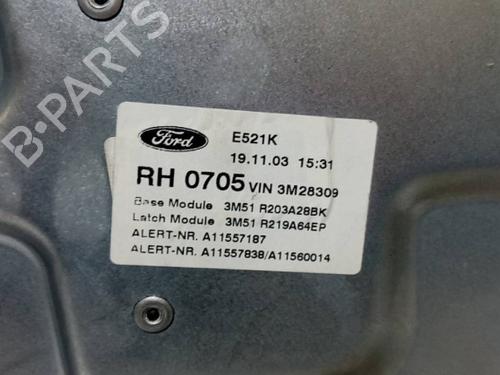 B-PARTS
Ford
E521K
19.11.03 15:31
RH 0705 VIN 3M28309
Base Module 3M51 R203A28BK
Latch Module 3M51 R219A64EP
ALERT-NR. A11557187
ALERT-NR. A11557838/A11560014